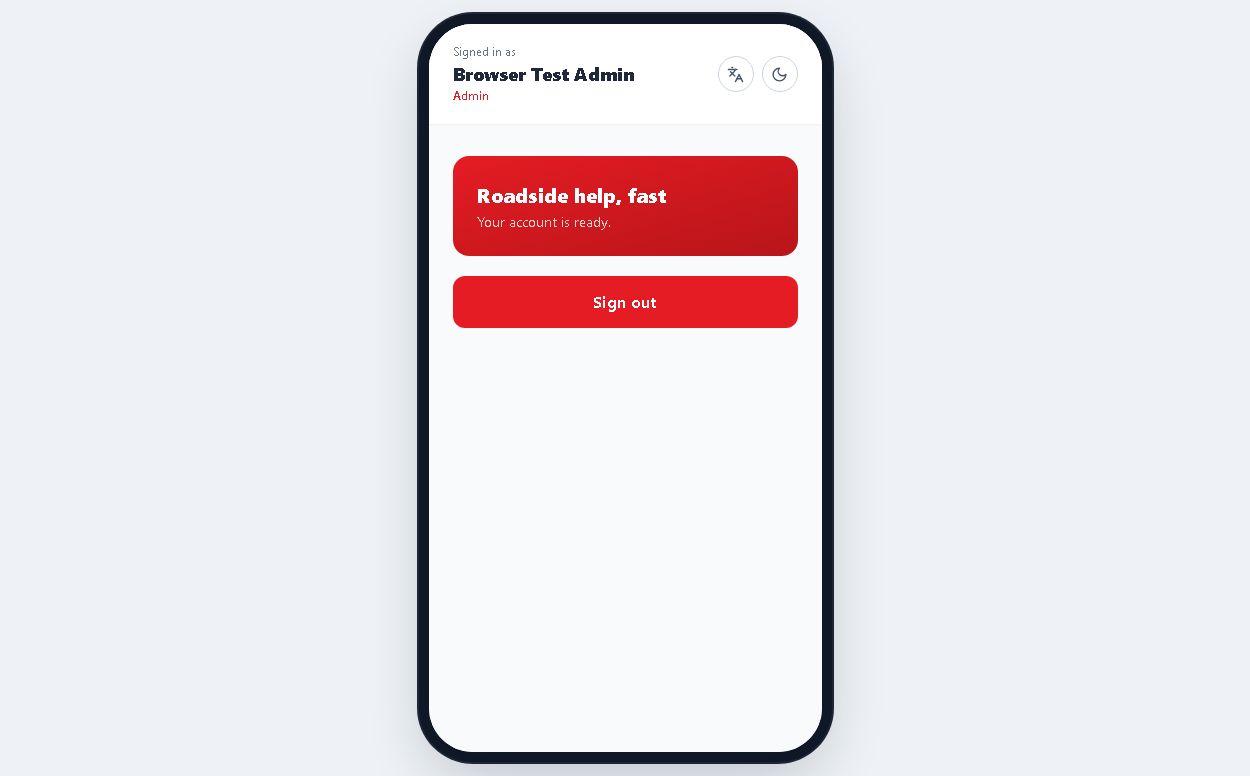 Signed in as
Browser Test Admin
Admin
Roadside help, fast
Your account is ready.
Sign out